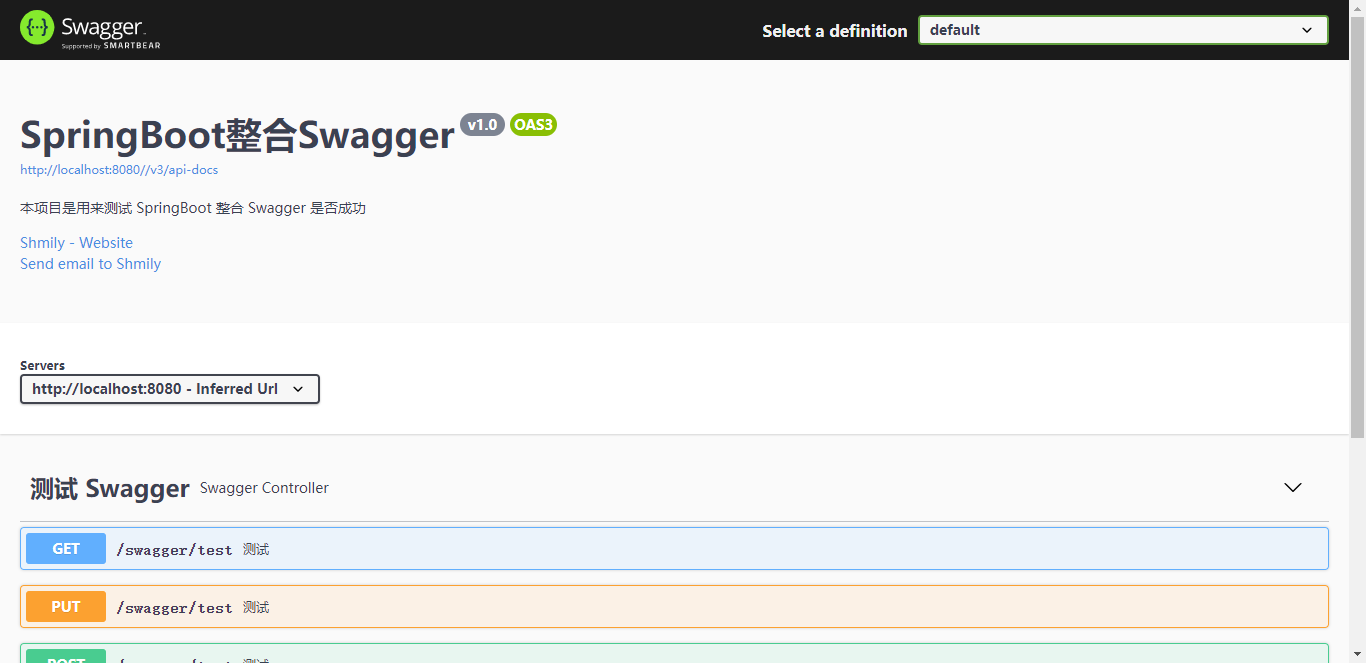 Swagger
Supported by SMARTBEAR
Select a definition
default
SpringBoot整合Swagger v1.0 OAS3
http://localhost:8080//v3/api-docs
本项目是用来测试 SpringBoot 整合 Swagger 是否成功
Shmily - Website
Send email to Shmily
Servers
http://localhost:8080 - Inferred Url
测试 Swagger Swagger Controller
GET /swagger/test 测试
PUT /swagger/test 测试
POST /swagger/test 测试